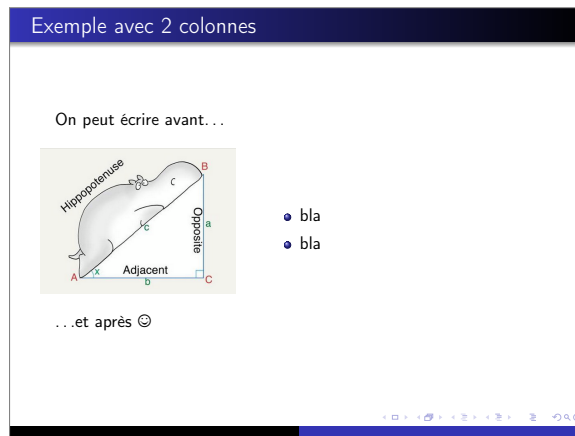 Exemple avec 2 colonnes
On peut écrire avant. . .
Hippopotenuse
B
Opposite
a
c
A
x
Adjacent
b
C
bla
bla
. . .et après ☺